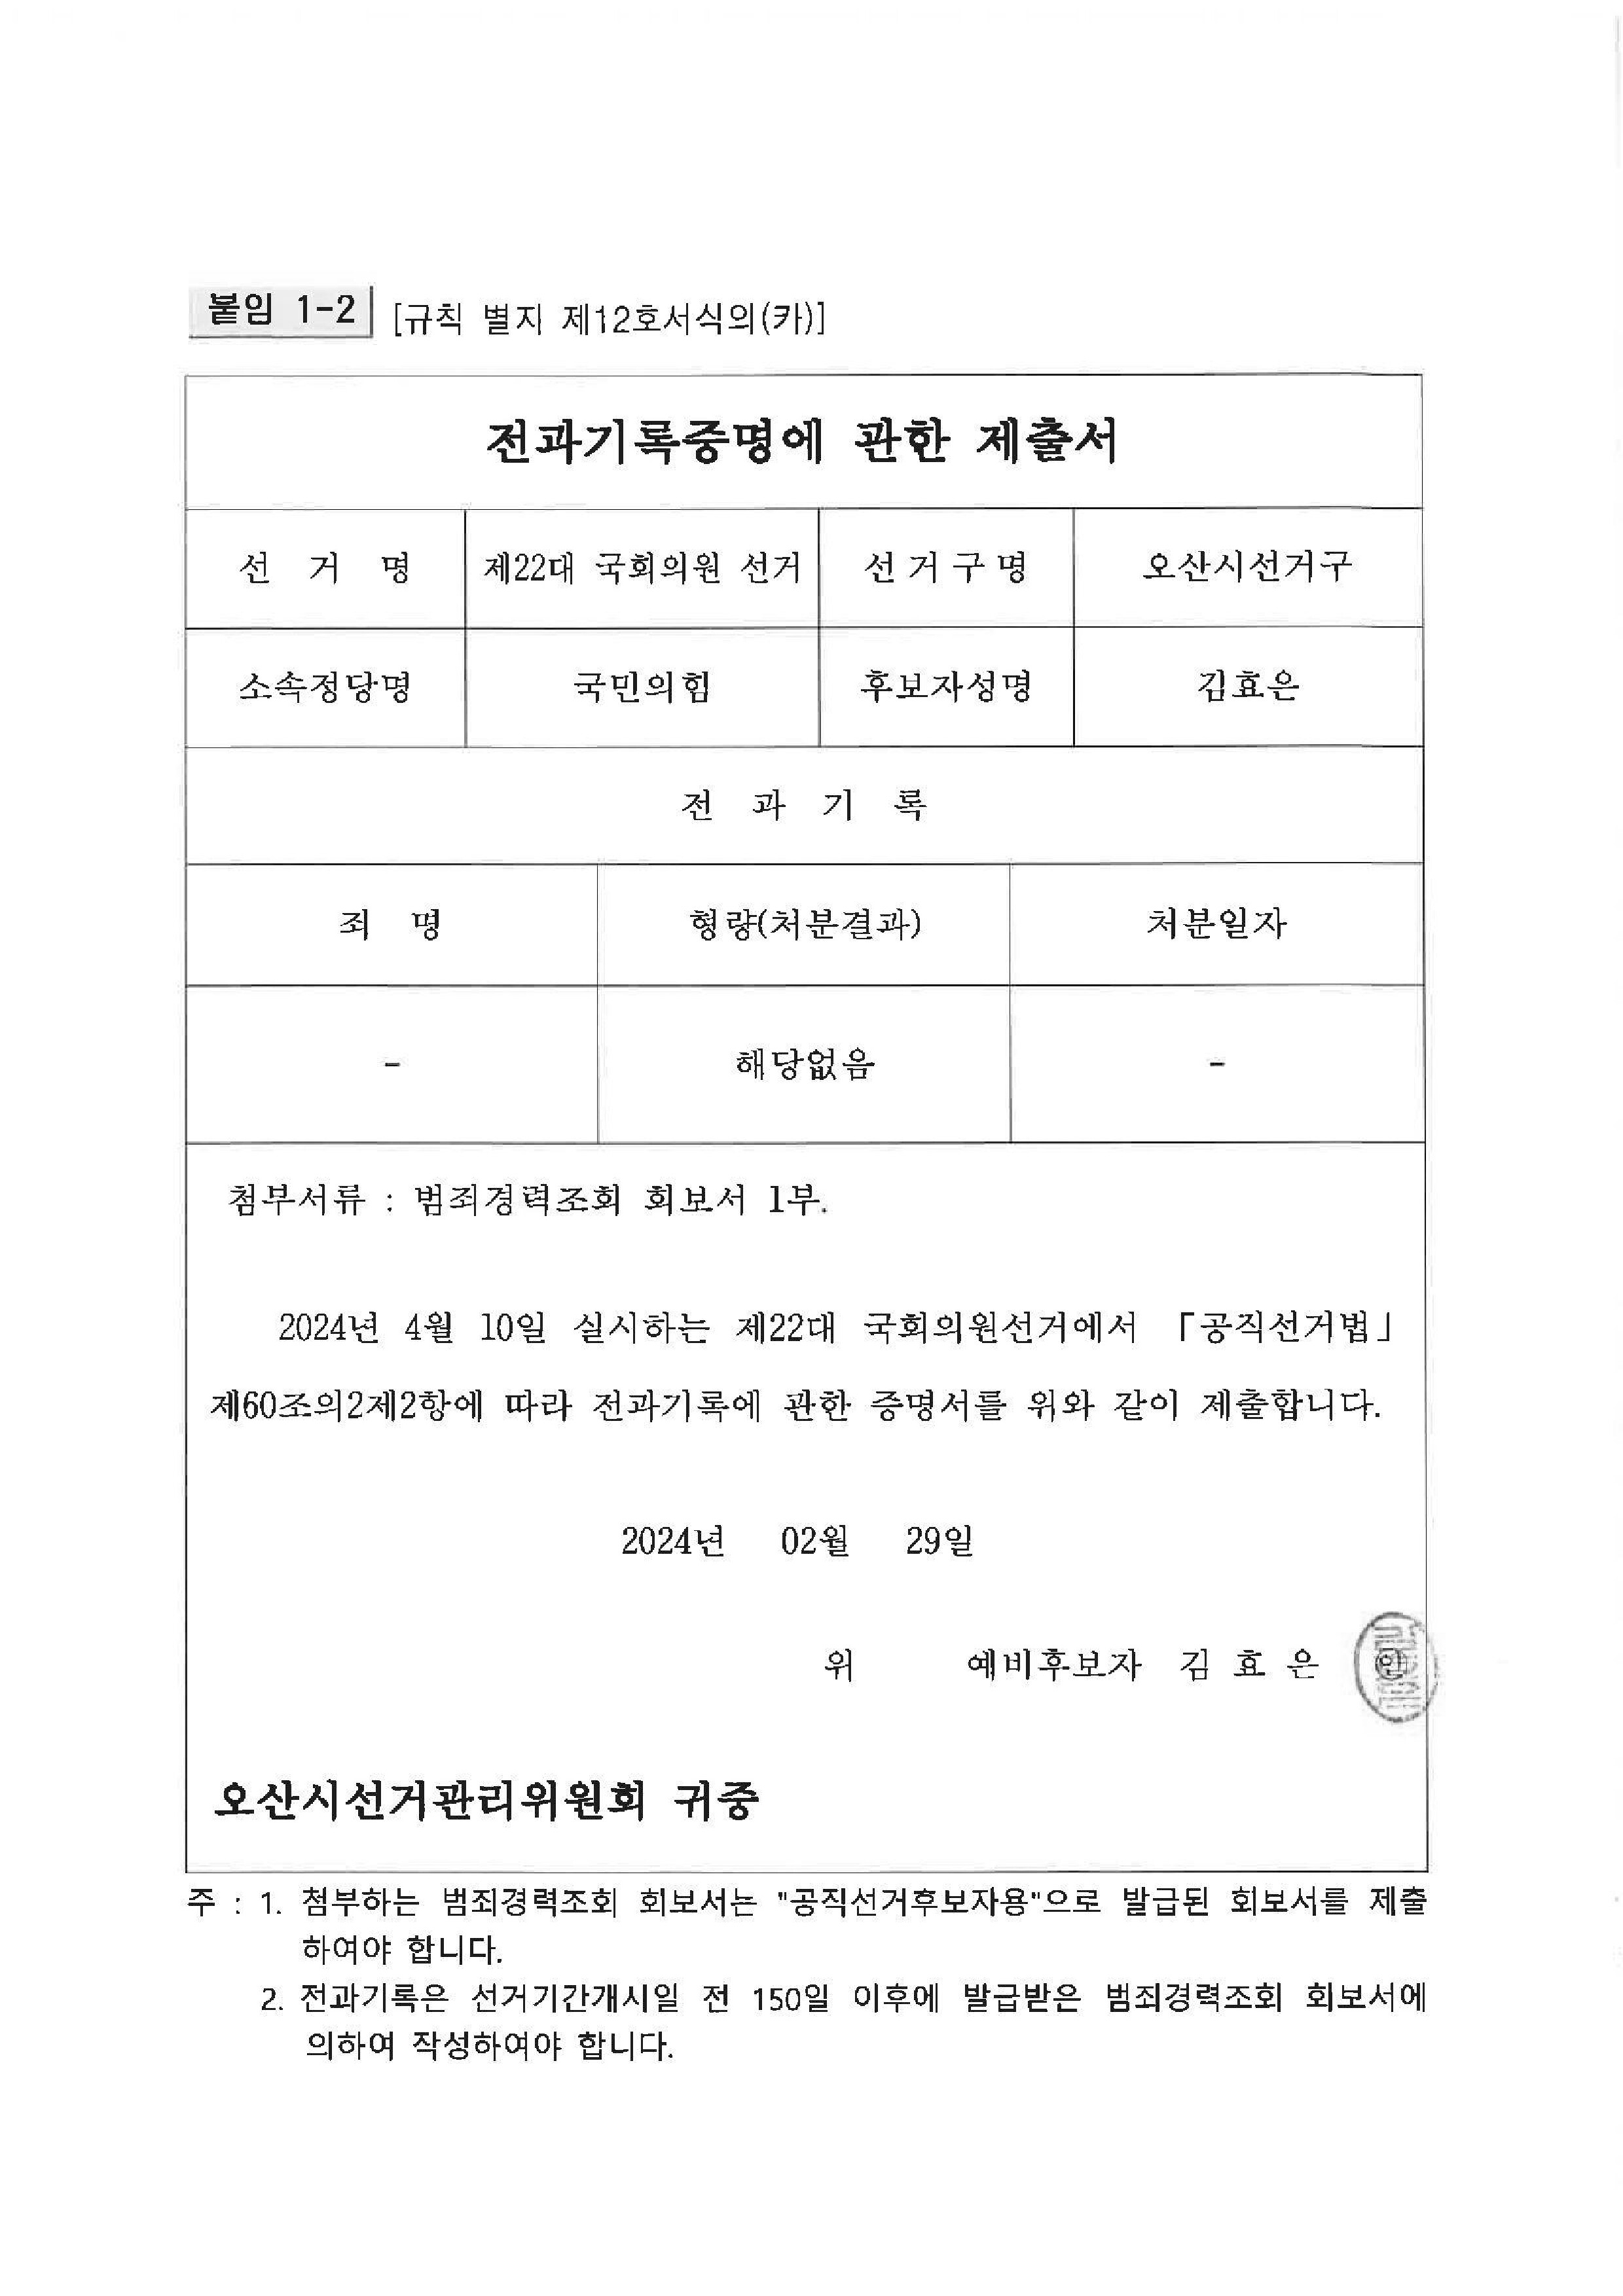 붙임 1-2 [규칙 별지 제12호서식의(카)]
전과기록증명에 관한 제출서
선 거 명 제22대 국회의원 선거 선거구명 오산시선거구
소속정당명 국민의힘 후보자성명 김효은
전 과 기 록
죄 명 형량(처분결과) 처분일자
- 해당없음 -
첨부서류 : 범죄경력조회 회보서 1부.
2024년 4월 10일 실시하는 제22대 국회의원선거에서 「공직선거법」
제60조의2제2항에 따라 전과기록에 관한 증명서를 위와 같이 제출합니다.
2024년 02월 29일
위 예비후보자 김 효 은 ㊞
오산시선거관리위원회 귀중
주 : 1. 첨부하는 범죄경력조회 회보서는 "공직선거후보자용"으로 발급된 회보서를 제출
하여야 합니다.
2. 전과기록은 선거기간개시일 전 150일 이후에 발급받은 범죄경력조회 회보서에
의하여 작성하여야 합니다.